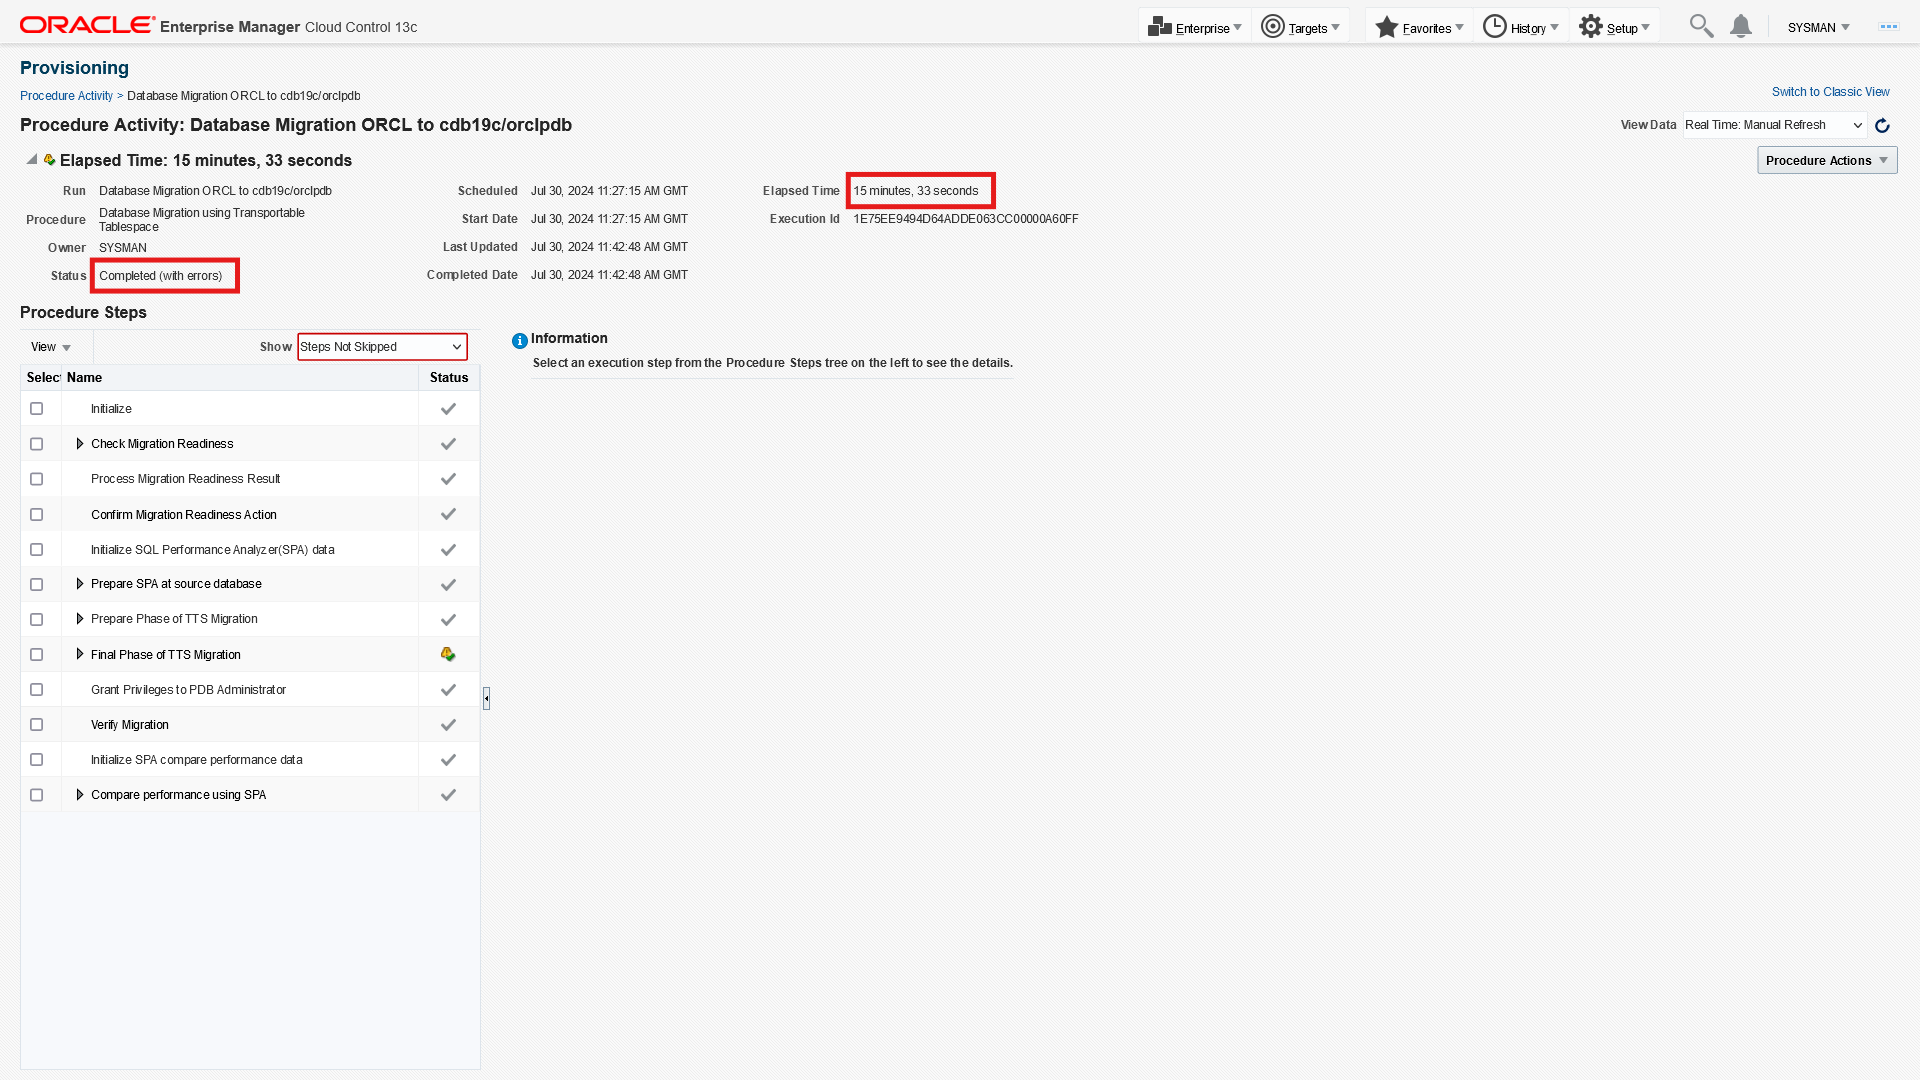 ORACLE Enterprise Manager Cloud Control 13c
Enterprise Targets Favorites History Setup SYSMAN
Provisioning
Procedure Activity > Database Migration ORCL to cdb19c/orclpdb
Switch to Classic View
Procedure Activity: Database Migration ORCL to cdb19c/orclpdb
View Data Real Time: Manual Refresh
Elapsed Time: 15 minutes, 33 seconds
Procedure Actions
Run Database Migration ORCL to cdb19c/orclpdb
Procedure Database Migration using Transportable
Tablespace
Owner SYSMAN
Status Completed (with errors)
Scheduled Jul 30, 2024 11:27:15 AM GMT
Start Date Jul 30, 2024 11:27:15 AM GMT
Last Updated Jul 30, 2024 11:42:48 AM GMT
Completed Date Jul 30, 2024 11:42:48 AM GMT
Elapsed Time 15 minutes, 33 seconds
Execution Id 1E75EE9494D64ADDE063CC00000A60FF
Procedure Steps
View Show Steps Not Skipped
Selec Name Status
Initialize
Check Migration Readiness
Process Migration Readiness Result
Confirm Migration Readiness Action
Initialize SQL Performance Analyzer(SPA) data
Prepare SPA at source database
Prepare Phase of TTS Migration
Final Phase of TTS Migration
Grant Privileges to PDB Administrator
Verify Migration
Initialize SPA compare performance data
Compare performance using SPA
Information
Select an execution step from the Procedure Steps tree on the left to see the details.